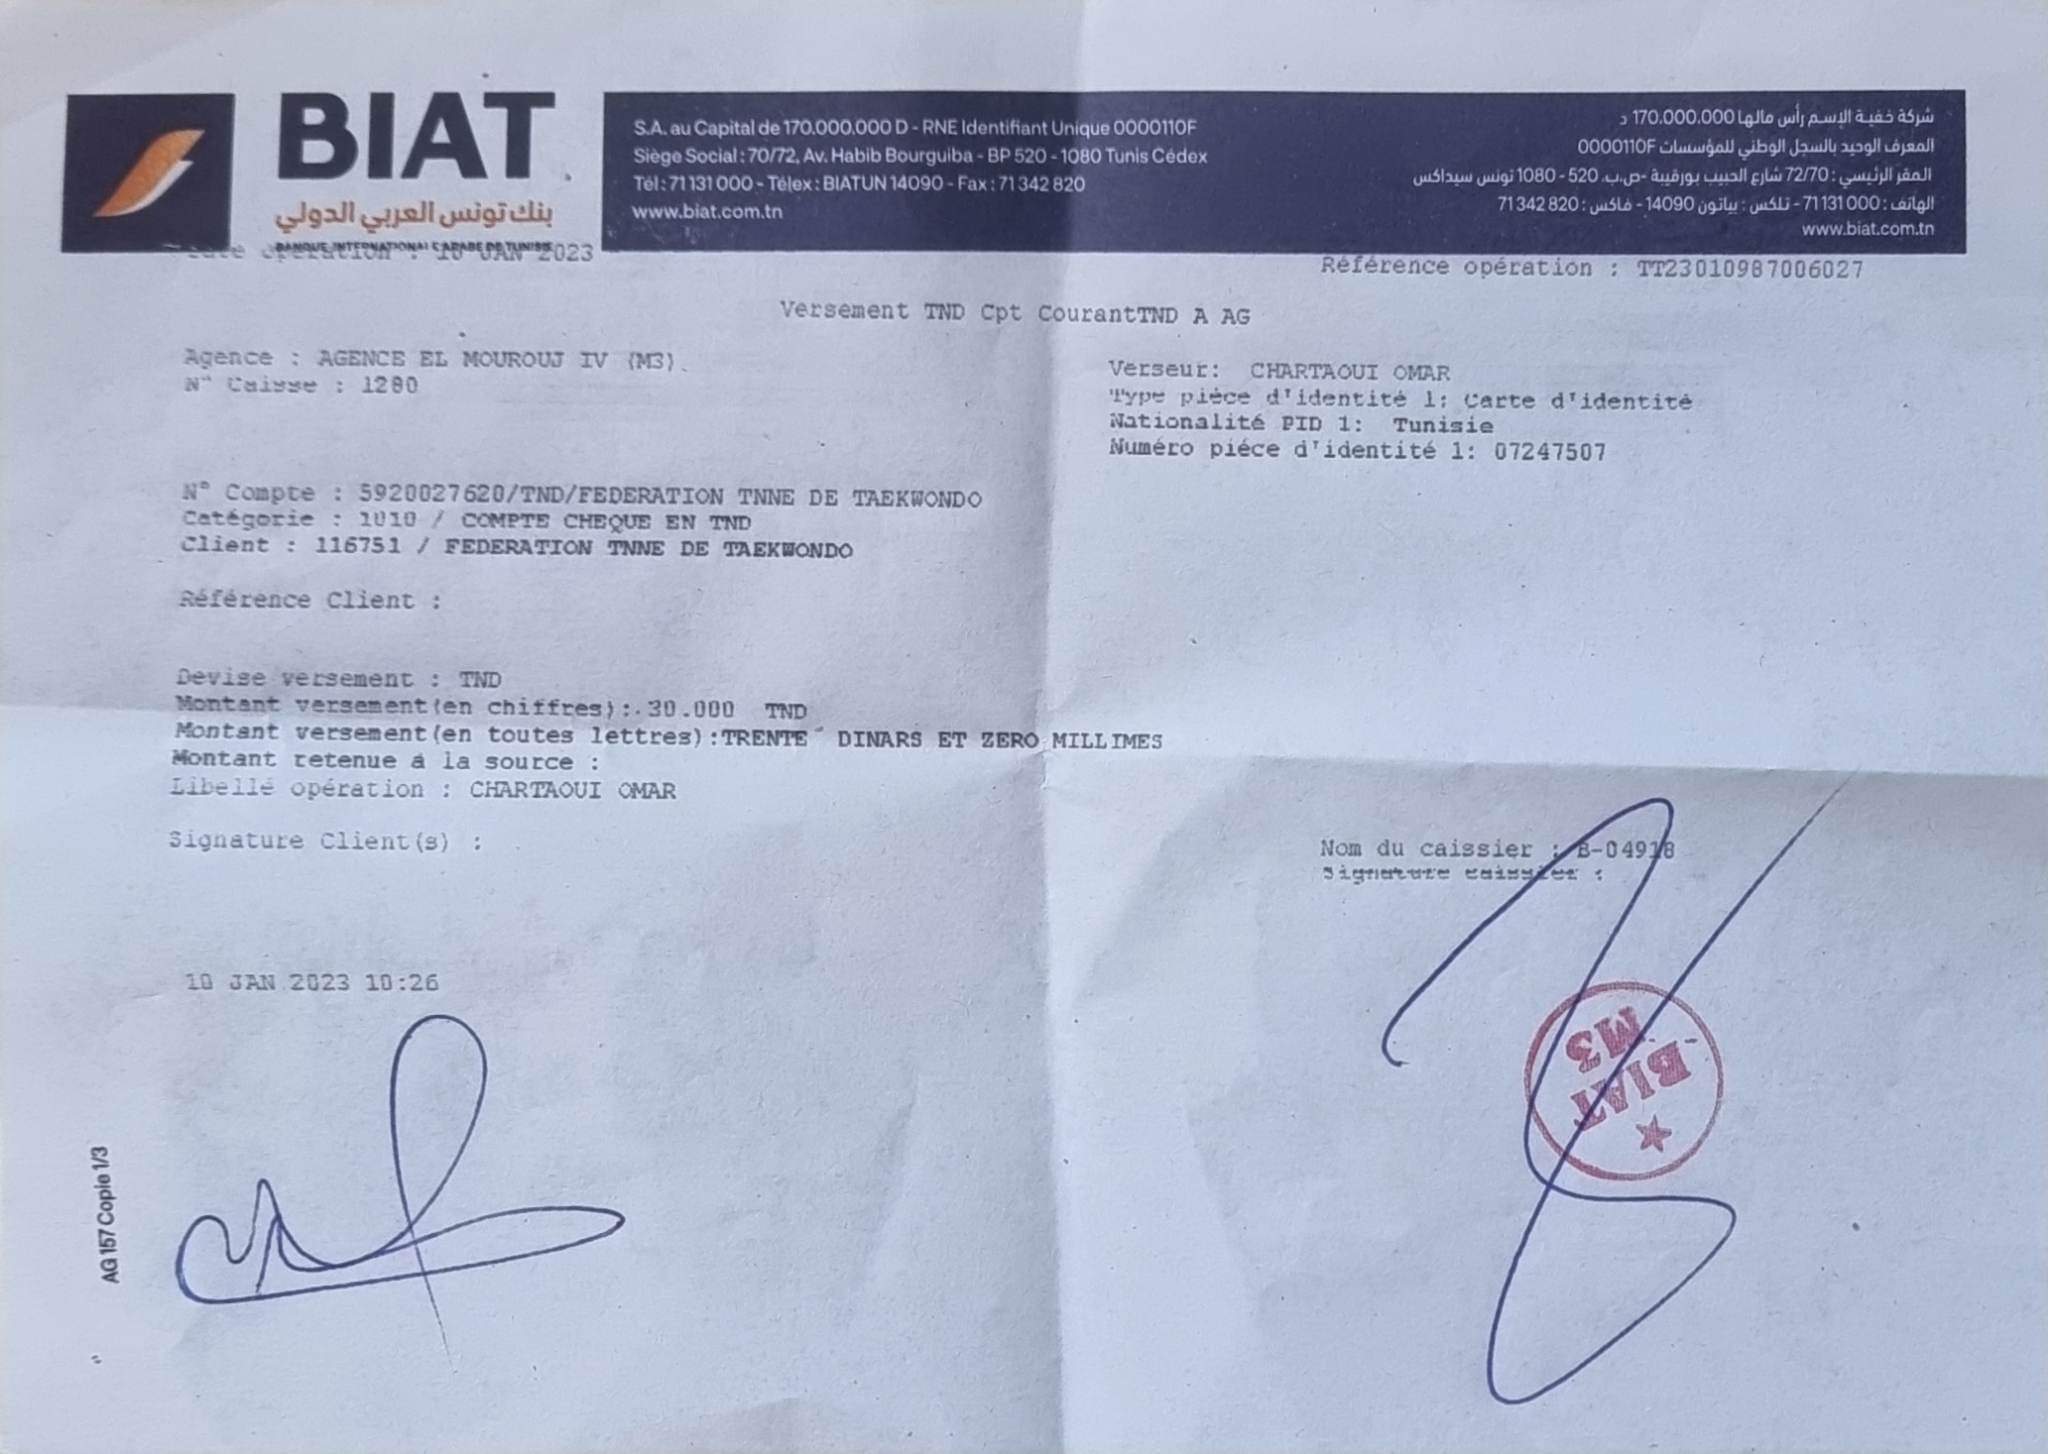 BIAT
بنك تونس العربي الدولي
BANQUE INTERNATIONALE ARABE DE TUNISIE
S.A. au Capital de 170.000.000 D - RNE Identifiant Unique 0000110F
Siège Social : 70/72, Av. Habib Bourguiba - BP 520 - 1080 Tunis Cédex
Tél : 71 131 000 - Télex : BIATUN 14090 - Fax : 71 342 820
www.biat.com.tn
شركة خفية الإسم رأس مالها 170.000.000 د
المعرف الوحيد بالسجل الوطني للمؤسسات 0000110F
المقر الرئيسي : 72/70 شارع الحبيب بورقيبة -ص.ب. 520 - 1080 تونس سيداكس
الهاتف : 71 131 000 - تلكس : بياتون 14090 - فاكس : 71 342 820
www.biat.com.tn
Date opération : 10 JAN 2023
Référence opération : TT23010987006027
Versement TND Cpt CourantTND A AG
Agence : AGENCE EL MOUROUJ IV (M3).
N° Caisse : 1280
Verseur: CHARTAOUI OMAR
Type pièce d'identité 1: Carte d'identité
Nationalité PID 1: Tunisie
Numéro piéce d'identité 1: 07247507
N° Compte : 5920027620/TND/FEDERATION TNNE DE TAEKWONDO
Catégorie : 1010 / COMPTE CHEQUE EN TND
Client : 116751 / FEDERATION TNNE DE TAEKWONDO
Référence Client :
Devise versement : TND
Montant versement(en chiffres): 30.000 TND
Montant versement(en toutes lettres):TRENTE DINARS ET ZERO MILLIMES
Montant retenue á la source :
Libellé opération : CHARTAOUI OMAR
Signature Client(s) :
Nom du caissier : B-04918
Signature caissier :
10 JAN 2023 10:26
BIAT
M3
AG 157 Copie 1/3